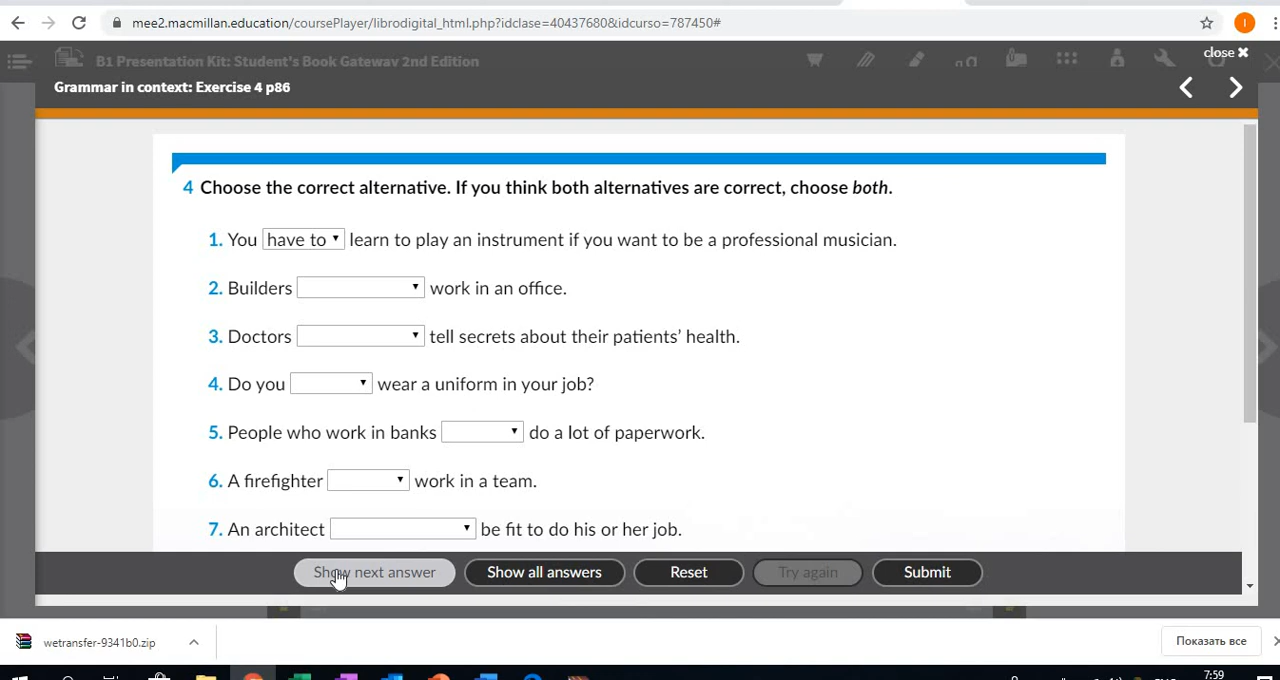 mee2.macmillan.education/coursePlayer/librodigital_html.php?idclase=40437680&idcurso=787450#
I
B1 Presentation Kit: Student's Book Gateway 2nd Edition
close ✖
Grammar in context: Exercise 4 p86
4 Choose the correct alternative. If you think both alternatives are correct, choose both.
1. You have to learn to play an instrument if you want to be a professional musician.
2. Builders work in an office.
3. Doctors tell secrets about their patients’ health.
4. Do you wear a uniform in your job?
5. People who work in banks do a lot of paperwork.
6. A firefighter work in a team.
7. An architect be fit to do his or her job.
Show next answer Show all answers Reset Try again Submit
wetransfer-9341b0.zip Показать все
7:59